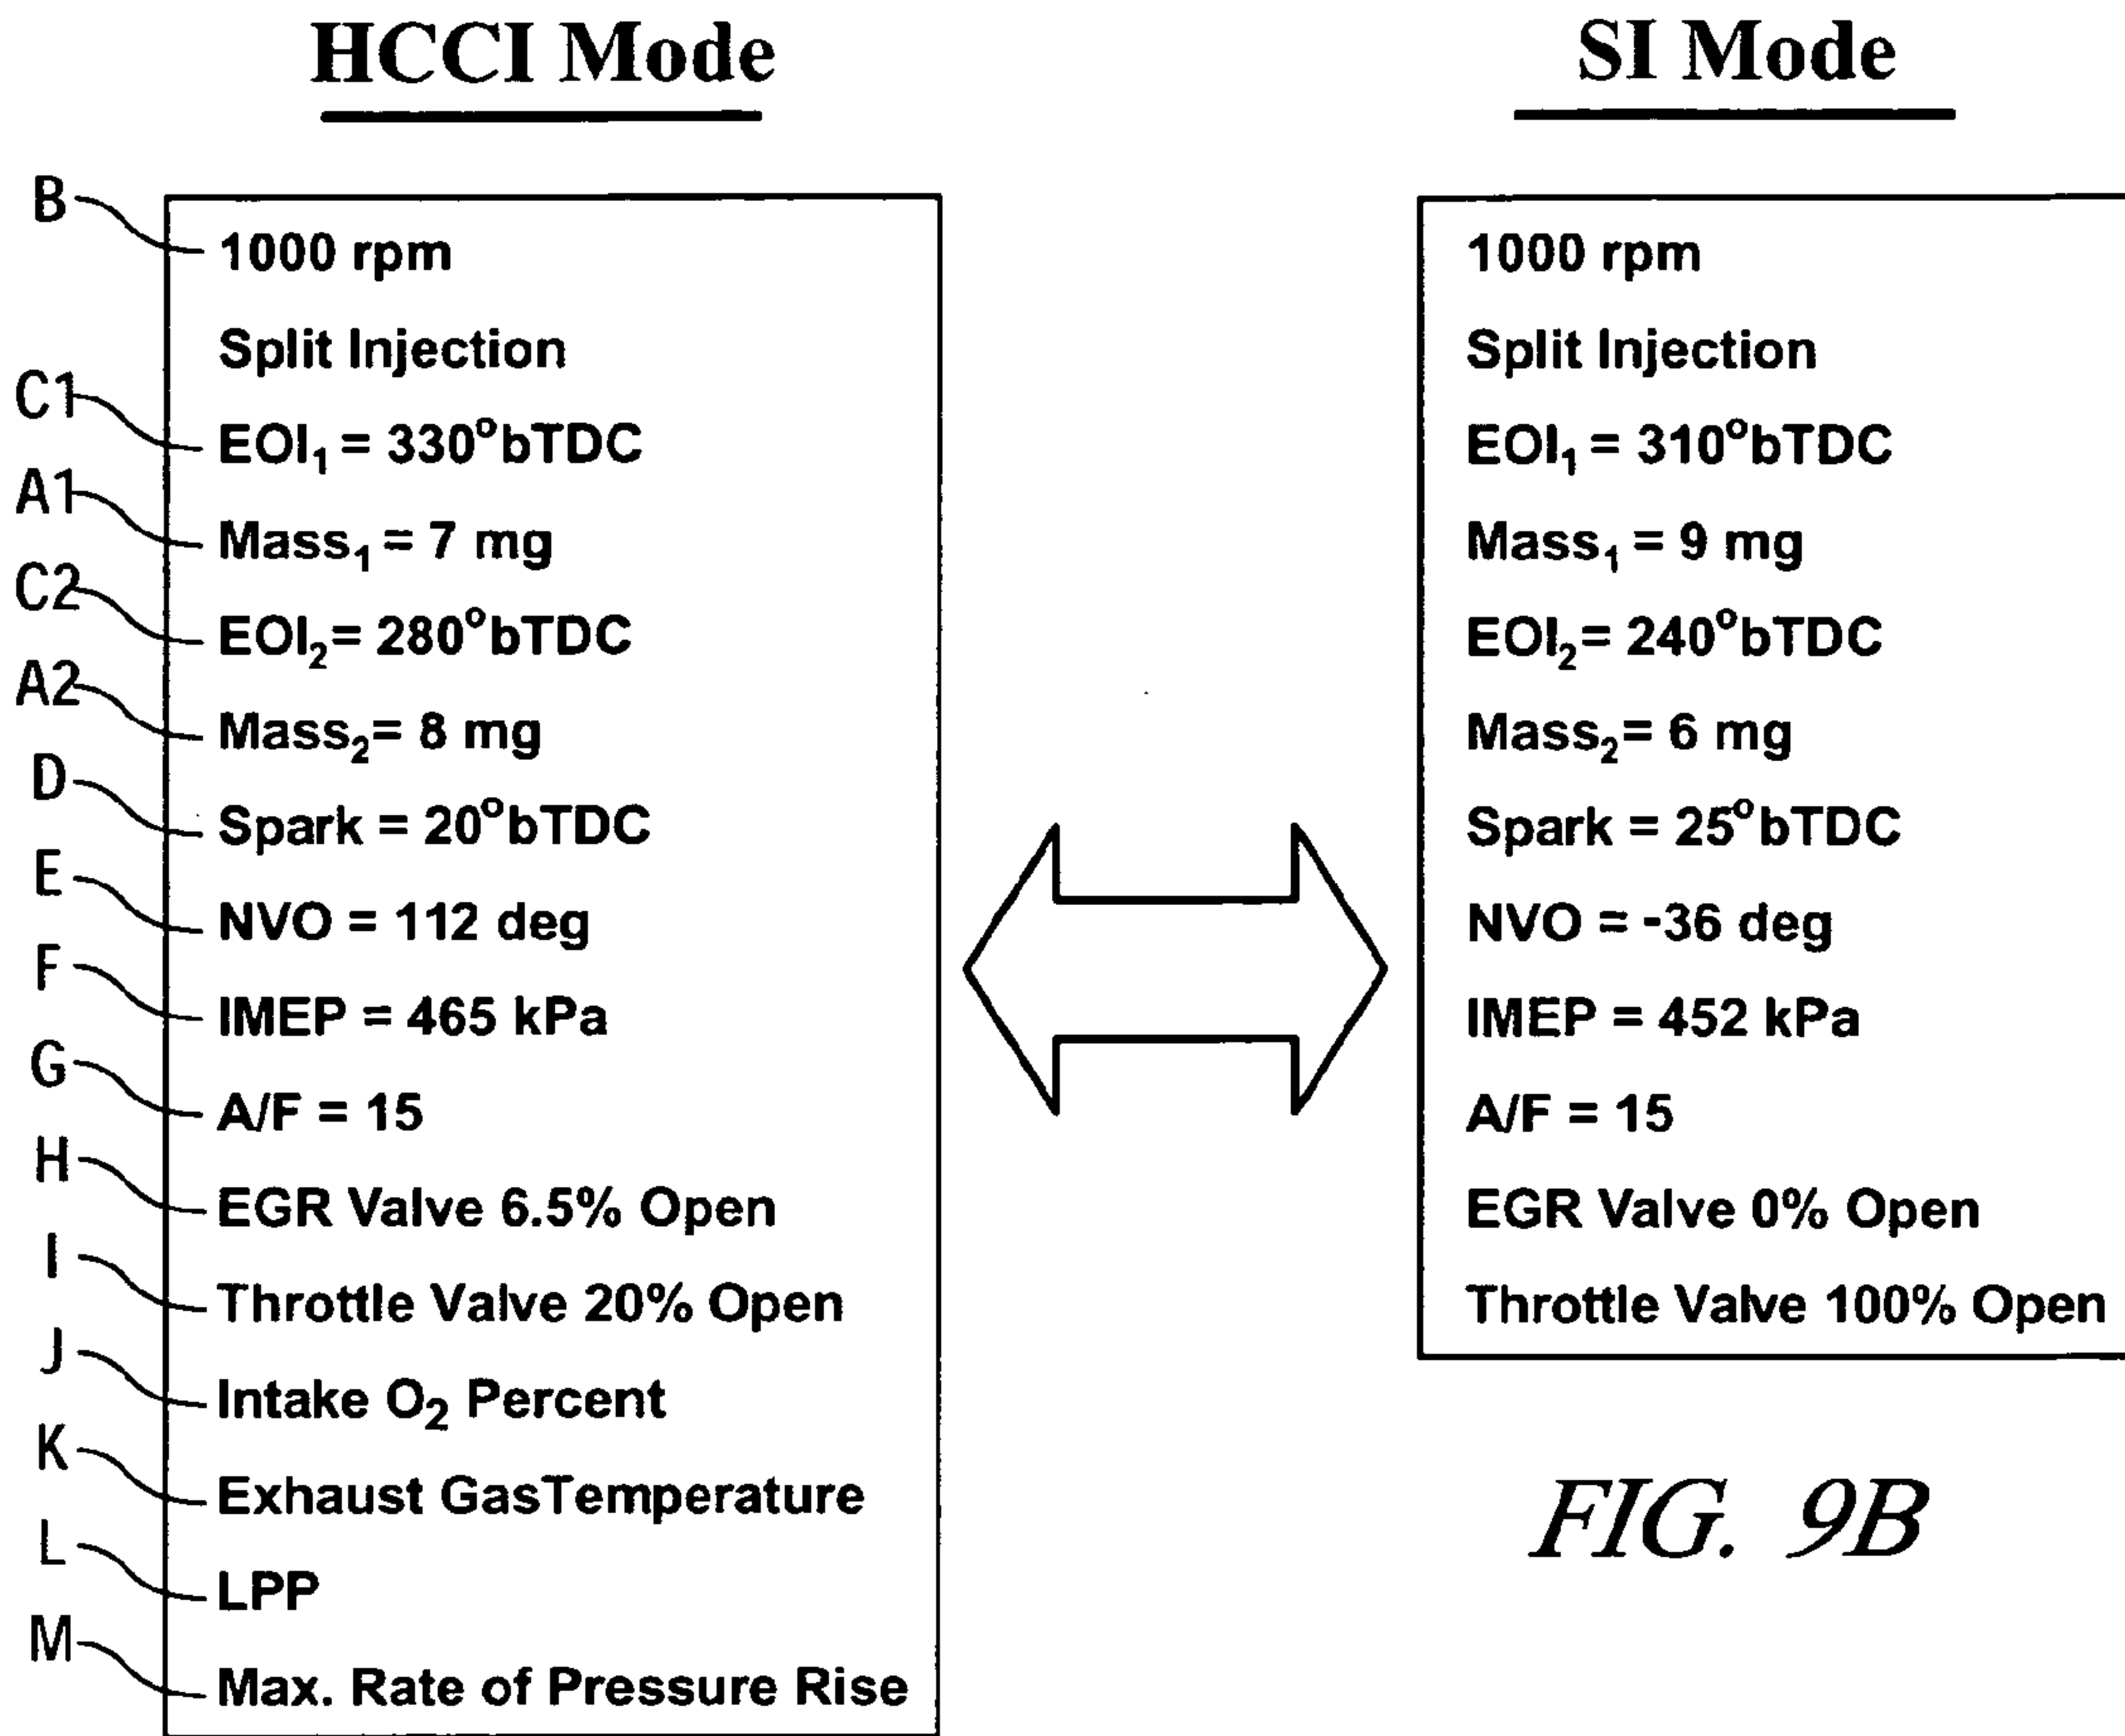 HCCI Mode
SI Mode
B
1000 rpm
Split Injection
C1
EOI₁ = 330°bTDC
A1
Mass₁ = 7 mg
C2
EOI₂= 280°bTDC
A2
Mass₂= 8 mg
D
Spark = 20°bTDC
E
NVO = 112 deg
F
IMEP = 465 kPa
G
A/F = 15
H
EGR Valve 6.5% Open
I
Throttle Valve 20% Open
J
Intake O₂ Percent
K
Exhaust GasTemperature
L
LPP
M
Max. Rate of Pressure Rise
1000 rpm
Split Injection
EOI₁ = 310°bTDC
Mass₁ = 9 mg
EOI₂= 240°bTDC
Mass₂= 6 mg
Spark = 25°bTDC
NVO = -36 deg
IMEP = 452 kPa
A/F = 15
EGR Valve 0% Open
Throttle Valve 100% Open
FIG. 9B